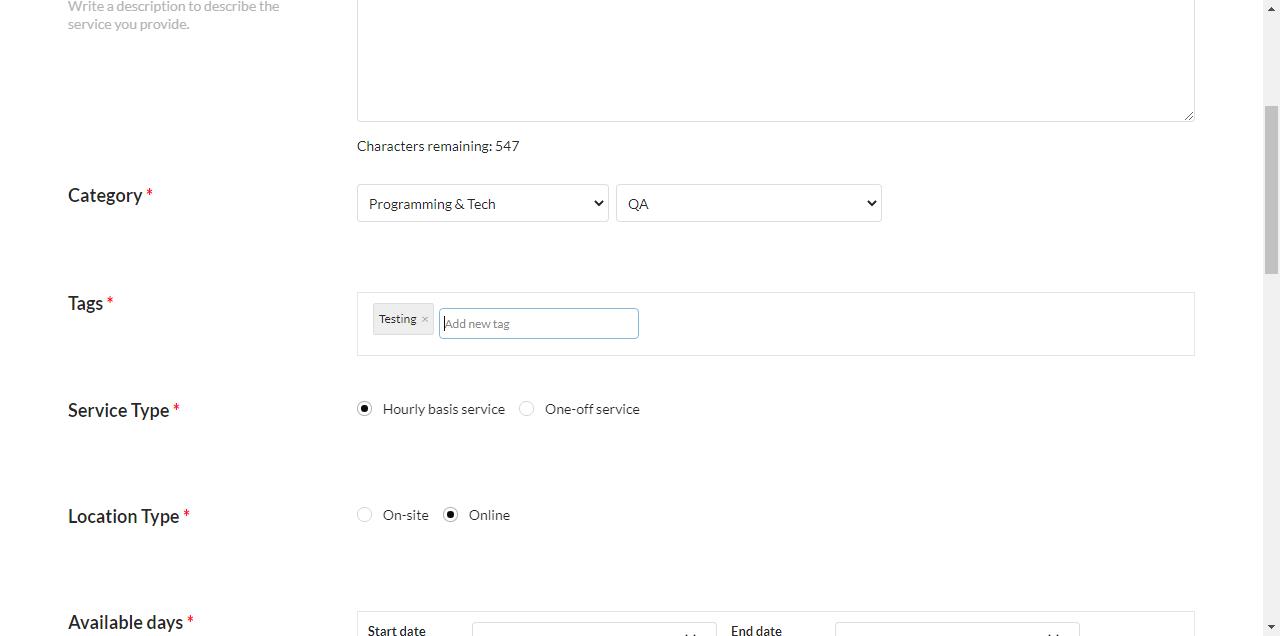 Write a description to describe the
service you provide.
Characters remaining: 547
Category *
Programming & Tech
QA
Tags *
Testing ×
Add new tag
Service Type *
Hourly basis service
One-off service
Location Type *
On-site
Online
Available days *
Start date
End date